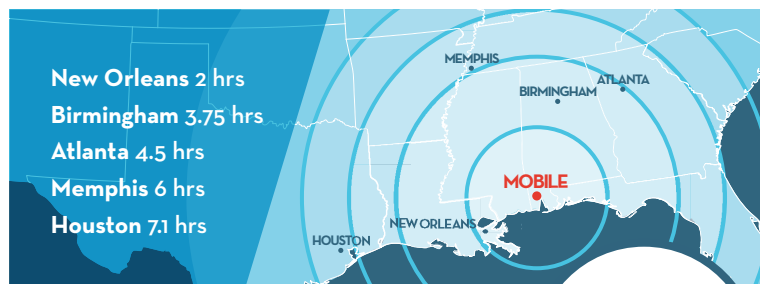 New Orleans 2 hrs
Birmingham 3.75 hrs
Atlanta 4.5 hrs
Memphis 6 hrs
Houston 7.1 hrs
MEMPHIS
ATLANTA
BIRMINGHAM
MOBILE
NEW ORLEANS
HOUSTON